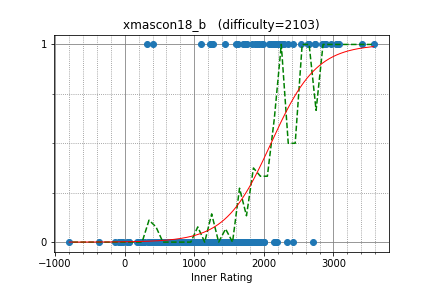 xmascon18_b (difficulty=2103)
1
0
−1000 0 1000 2000 3000
Inner Rating